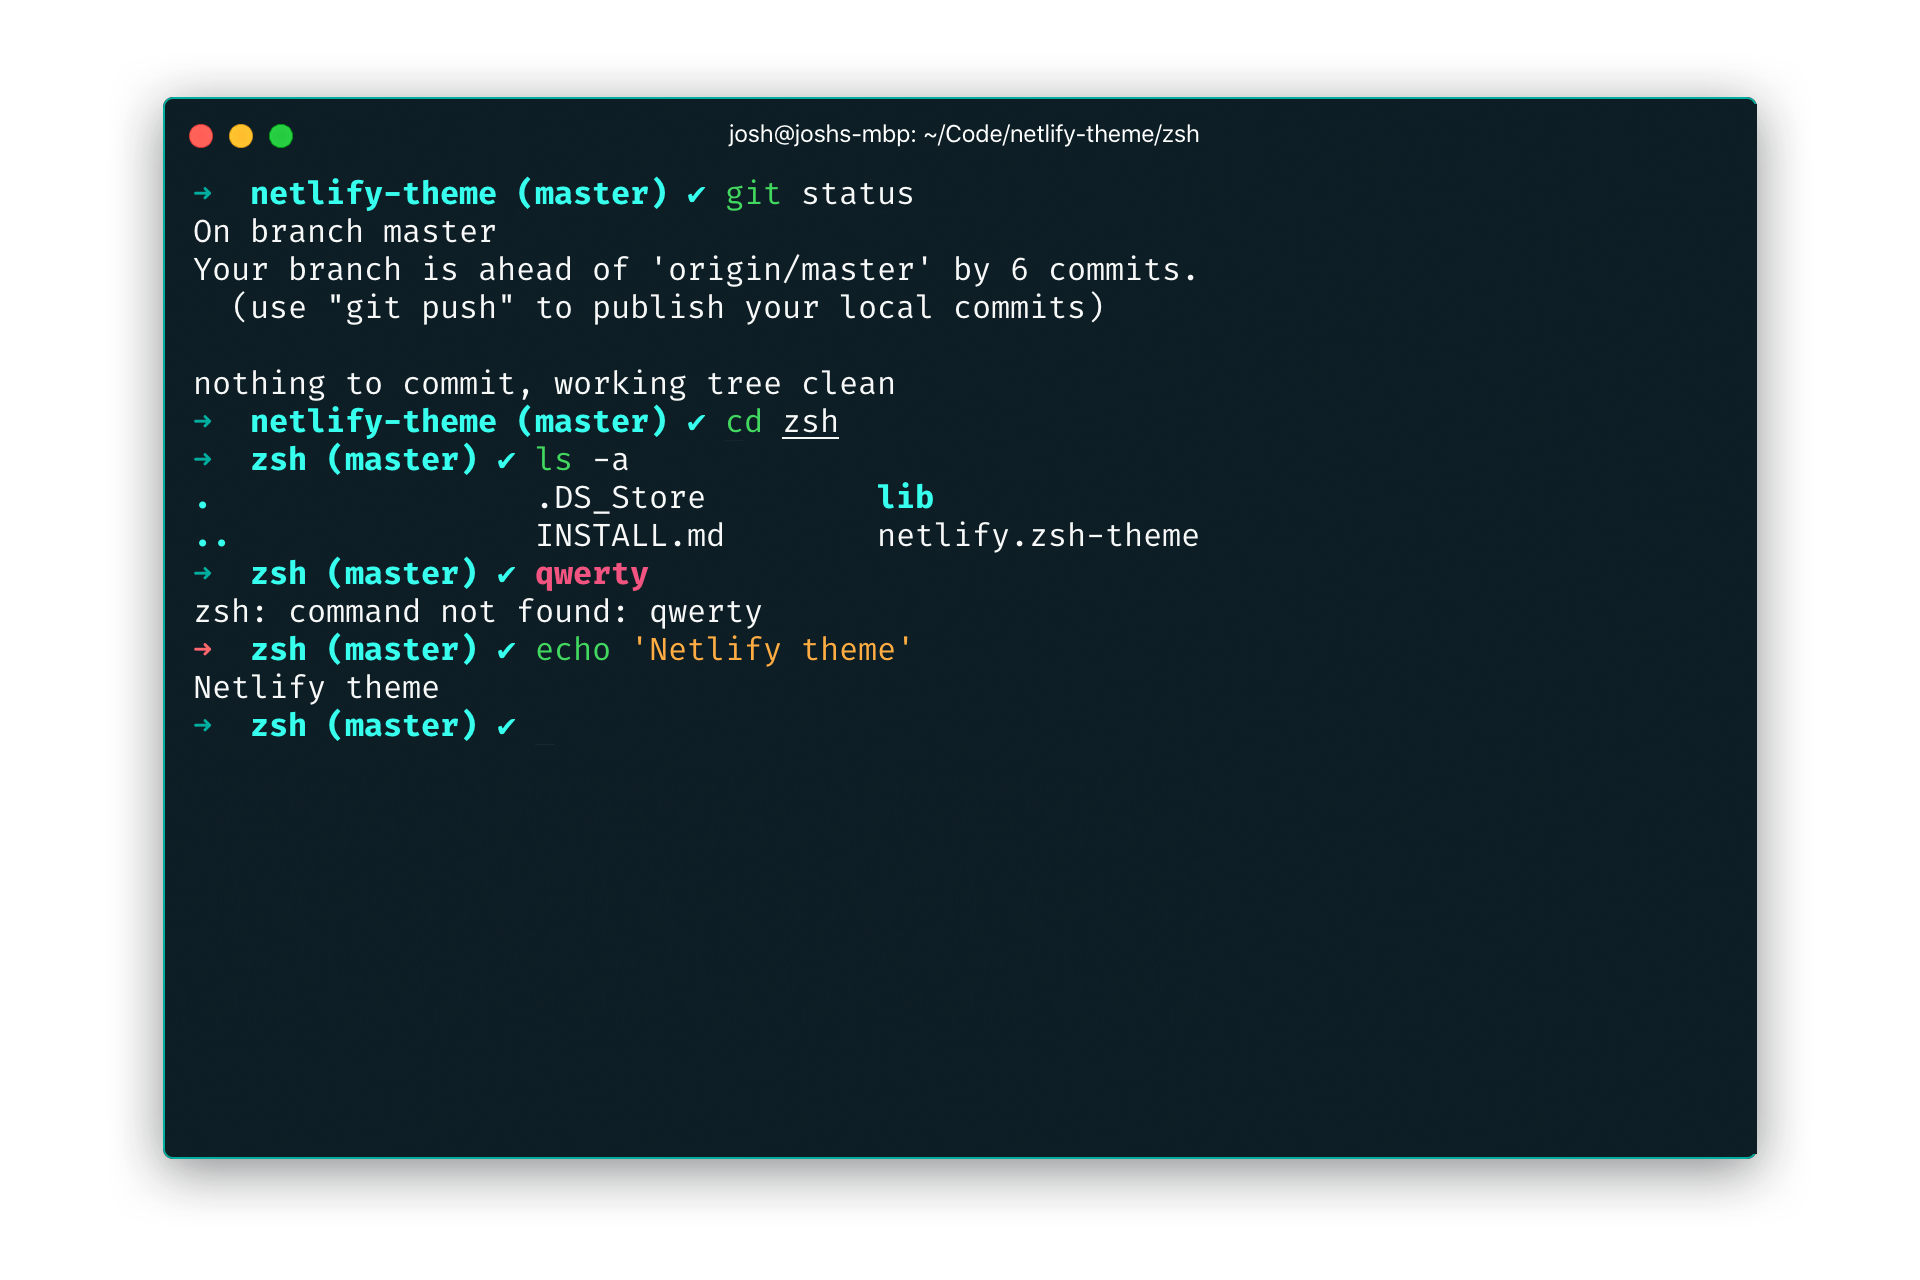 josh@joshs-mbp: ~/Code/netlify-theme/zsh
➜  netlify-theme (master) ✔ git status
On branch master
Your branch is ahead of 'origin/master' by 6 commits.
  (use "git push" to publish your local commits)

nothing to commit, working tree clean
➜  netlify-theme (master) ✔ cd zsh
➜  zsh (master) ✔ ls -a
.                 .DS_Store         lib
..                INSTALL.md        netlify.zsh-theme
➜  zsh (master) ✔ qwerty
zsh: command not found: qwerty
➜  zsh (master) ✔ echo 'Netlify theme'
Netlify theme
➜  zsh (master) ✔ _